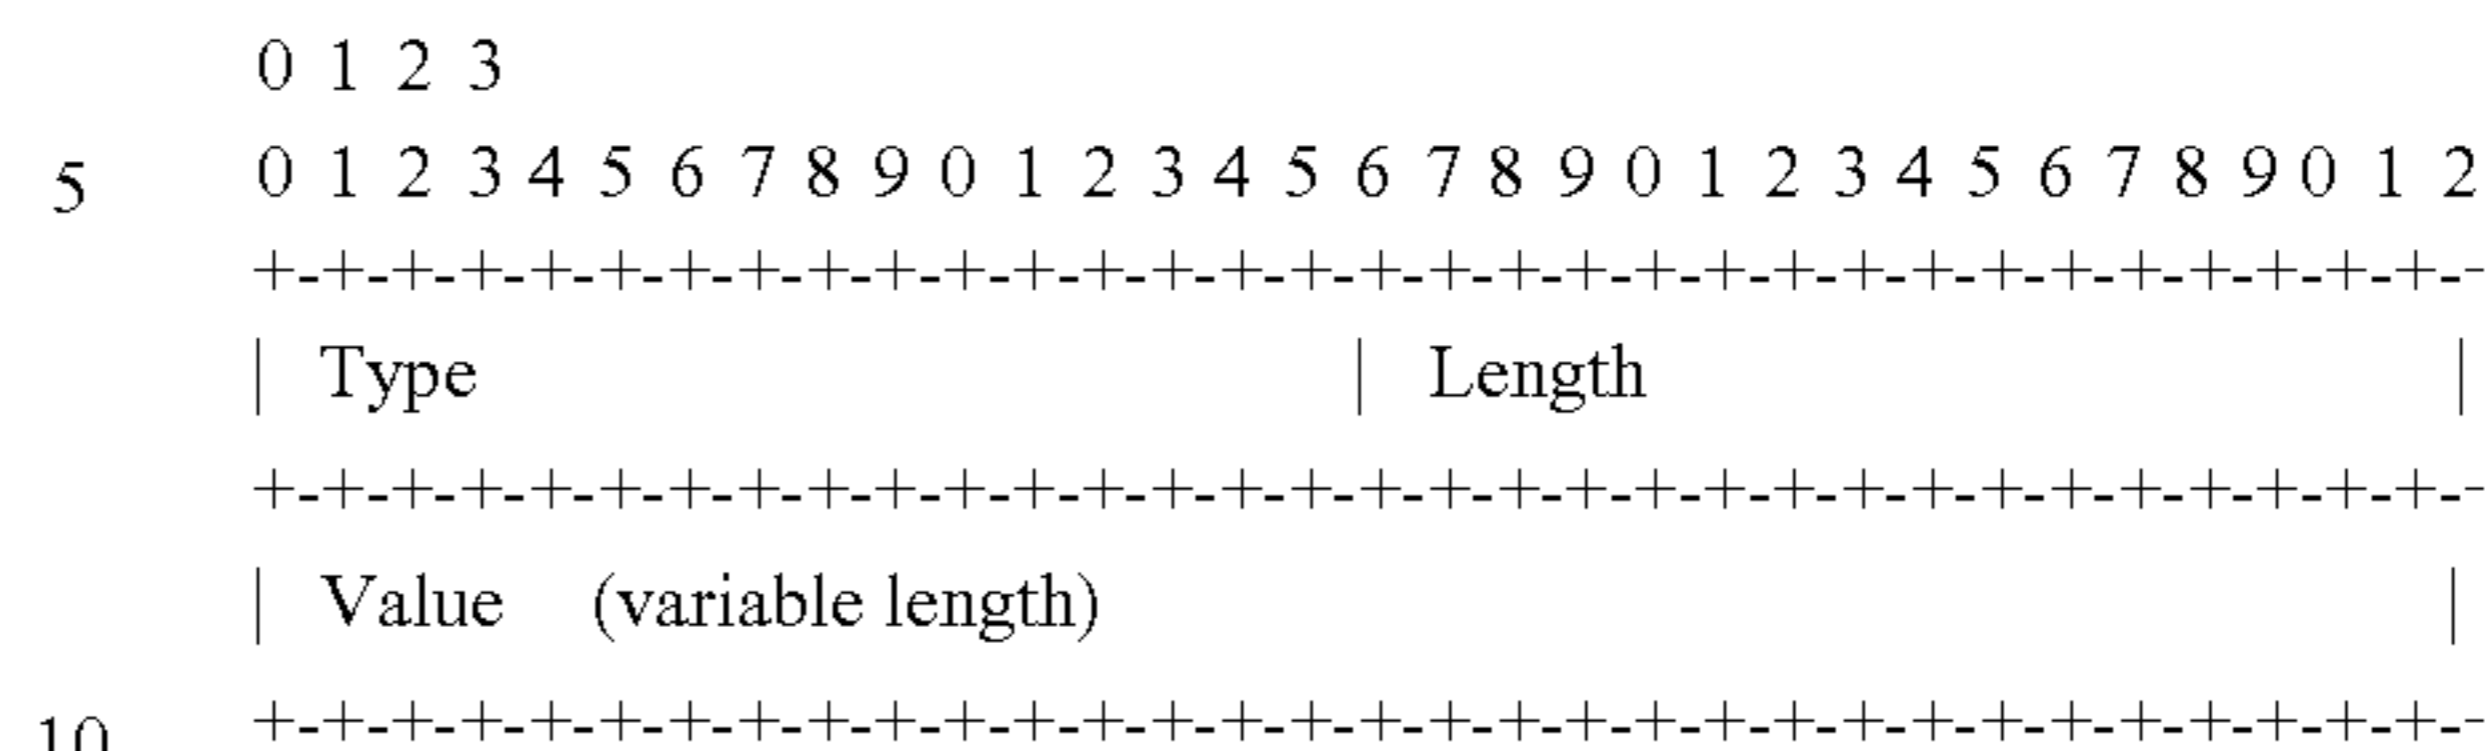 0 1 2 3
5 0 1 2 3 4 5 6 7 8 9 0 1 2 3 4 5 6 7 8 9 0 1 2 3 4 5 6 7 8 9 0 1 2
+-+-+-+-+-+-+-+-+-+-+-+-+-+-+-+-+-+-+-+-+-+-+-+-+-+-+-+-+-+-+-+-+
| Type | Length |
+-+-+-+-+-+-+-+-+-+-+-+-+-+-+-+-+-+-+-+-+-+-+-+-+-+-+-+-+-+-+-+-+
| Value (variable length) |
10 +-+-+-+-+-+-+-+-+-+-+-+-+-+-+-+-+-+-+-+-+-+-+-+-+-+-+-+-+-+-+-+-+